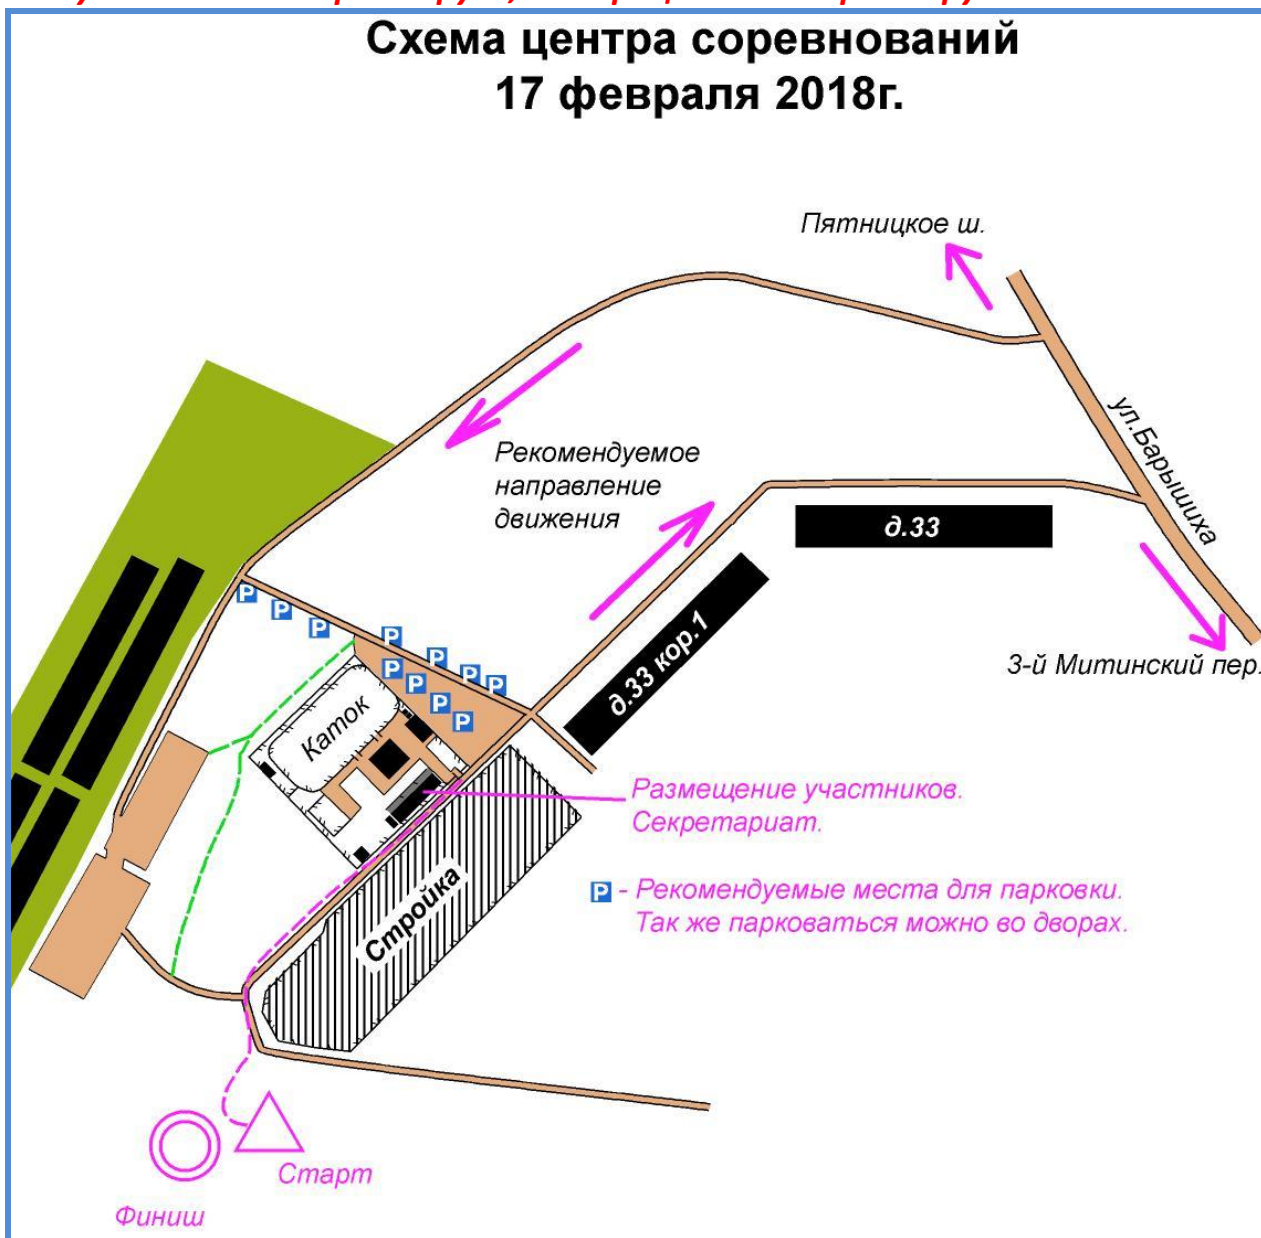 Схема центра соревнований
17 февраля 2018г.
Пятницкое ш.
ул.Барышиха
Рекомендуемое
направление
движения
д.33
д.33 кор.1
3-й Митинский пер.
P
P
P
P
P
P
P
P
P
P
P
Каток
Размещение участников.
Секретариат.
Стройка
P - Рекомендуемые места для парковки.
Так же парковаться можно во дворах.
Старт
Финиш